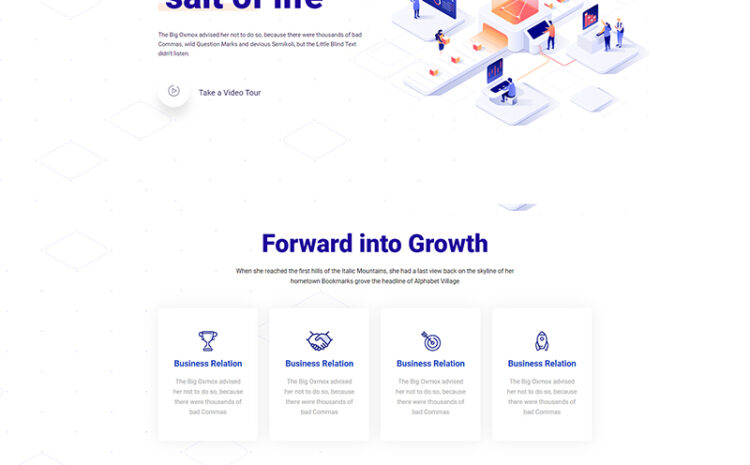 salt of life
The Big Oxmox advised her not to do so, because there were thousands of bad
Commas, wild Question Marks and devious Semikoli, but the Little Blind Text
didn't listen.
Take a Video Tour
Forward into Growth
When she reached the first hills of the Italic Mountains, she had a last view back on the skyline of her
hometown Bookmarks grove the headline of Alphabet Village
Business Relation
The Big Oxmox advised
her not to do so, because
there were thousands of
bad Commas
Business Relation
The Big Oxmox advised
her not to do so, because
there were thousands of
bad Commas
Business Relation
The Big Oxmox advised
her not to do so, because
there were thousands of
bad Commas
Business Relation
The Big Oxmox advised
her not to do so, because
there were thousands of
bad Commas